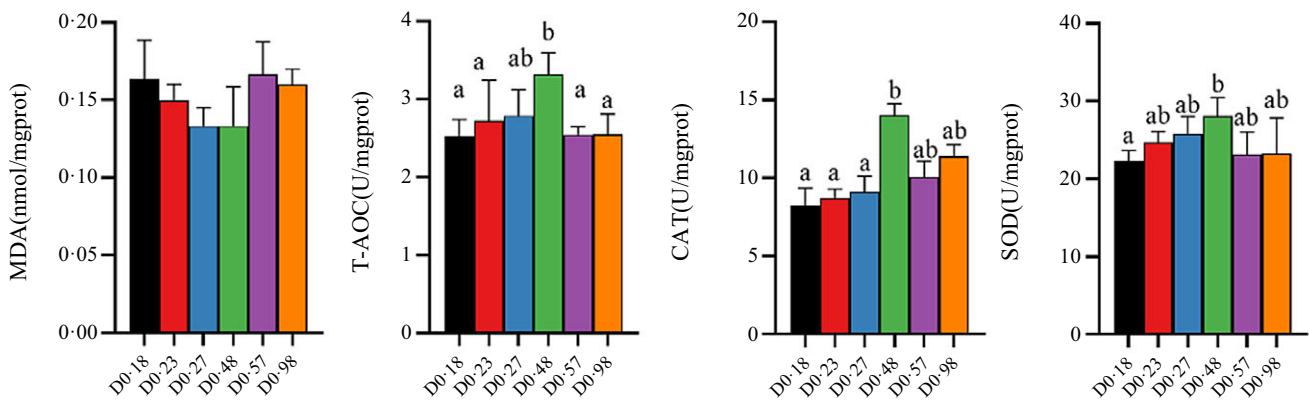 MDA(nmol/mgprot)
0·20
0·15
0·10
0·05
0·00
D0·18
D0·23
D0·27
D0·48
D0·57
D0·98
T-AOC(U/mgprot)
4
3
2
1
0
a
a
ab
b
a
a
D0·18
D0·23
D0·27
D0·48
D0·57
D0·98
CAT(U/mgprot)
20
15
10
5
0
a
a
a
b
ab
ab
D0·18
D0·23
D0·27
D0·48
D0·57
D0·98
SOD(U/mgprot)
40
30
20
10
0
a
ab
ab
b
ab
ab
D0·18
D0·23
D0·27
D0·48
D0·57
D0·98